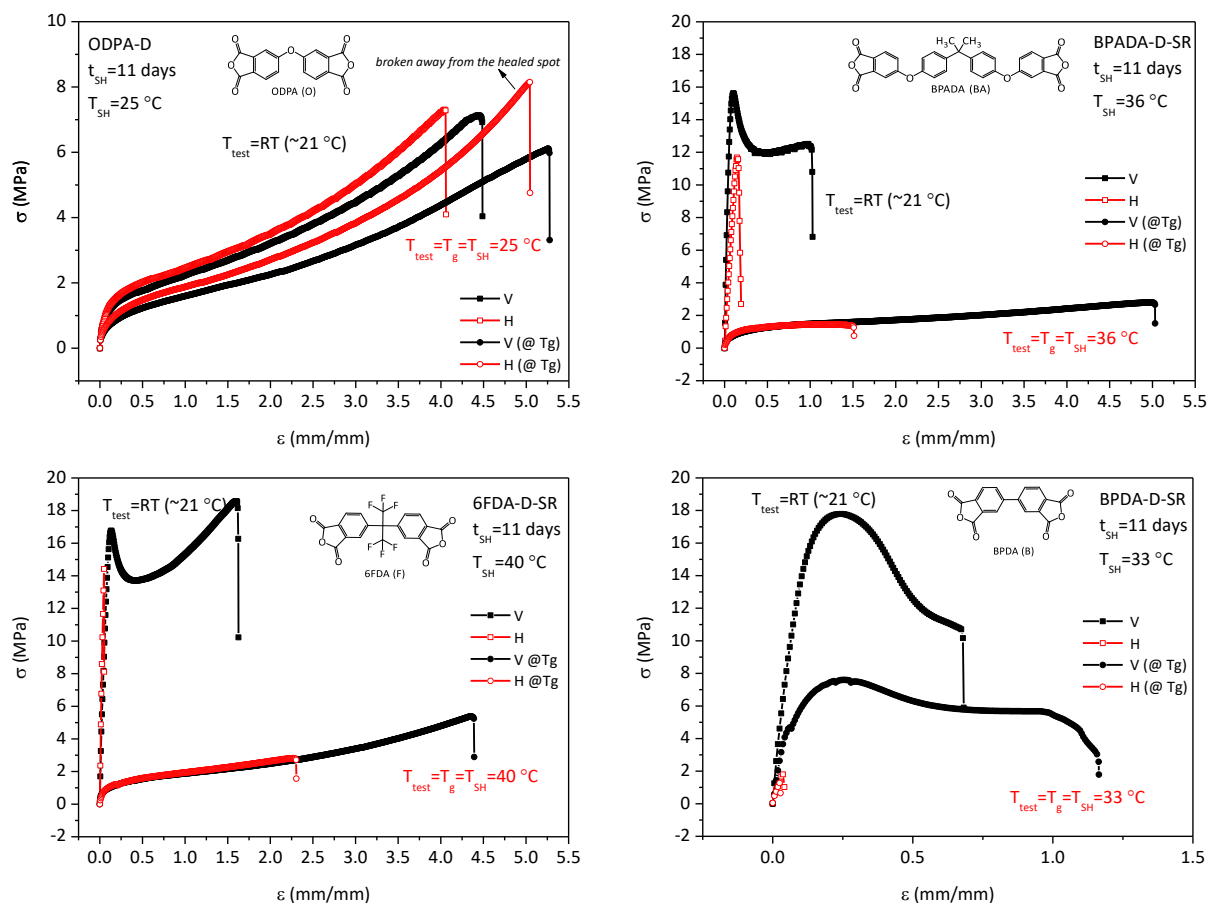 ODPA-D
t_SH=11 days
T_SH=25 °C
ODPA (O)
broken away from the healed spot
T_test=RT (~21 °C)
T_test=T_g=T_SH=25 °C
V
H
V (@ Tg)
H (@ Tg)
10
8
6
4
2
0
σ (MPa)
0.0 0.5 1.0 1.5 2.0 2.5 3.0 3.5 4.0 4.5 5.0 5.5
ε (mm/mm)
H₃C
CH₃
BPADA (BA)
BPADA-D-SR
t_SH=11 days
T_SH=36 °C
T_test=RT (~21 °C)
V
H
V (@ Tg)
H (@ Tg)
T_test=T_g=T_SH=36 °C
20
18
16
14
12
10
8
6
4
2
0
-2
σ (MPa)
0.0 0.5 1.0 1.5 2.0 2.5 3.0 3.5 4.0 4.5 5.0 5.5
ε (mm/mm)
T_test=RT (~21 °C)
6FDA (F)
6FDA-D-SR
t_SH=11 days
T_SH=40 °C
V
H
V @Tg
H @Tg
T_test=T_g=T_SH=40 °C
20
18
16
14
12
10
8
6
4
2
0
-2
σ (MPa)
0.0 0.5 1.0 1.5 2.0 2.5 3.0 3.5 4.0 4.5 5.0 5.5
ε (mm/mm)
T_test=RT (~21 °C)
BPDA (B)
BPDA-D-SR
t_SH=11 days
T_SH=33 °C
V
H
V (@ Tg)
H (@ Tg)
T_test=T_g=T_SH=33 °C
20
18
16
14
12
10
8
6
4
2
0
-2
σ (MPa)
0.0 0.5 1.0 1.5
ε (mm/mm)